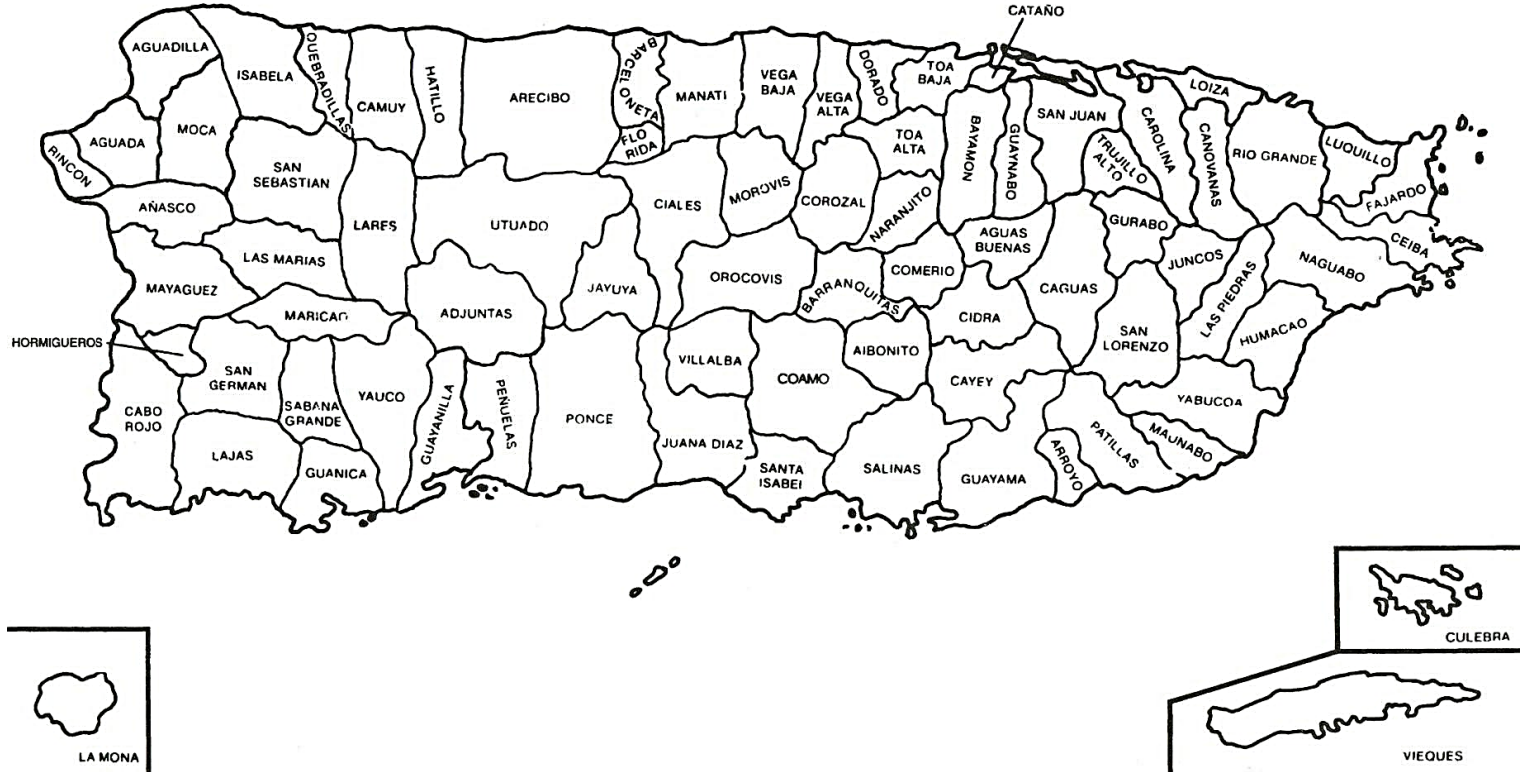 CATAÑO
AGUADILLA
ISABELA
QUEBRADILLAS
CAMUY
HATILLO
ARECIBO
BARCELONETA
MANATI
VEGA
BAJA
VEGA
ALTA
DORADO
TOA
BAJA
LOIZA
MOCA
AGUADA
RINCON
SAN
SEBASTIAN
FLO
RIDA
TOA
ALTA
BAYAMON
GUAYNABO
SAN JUAN
TRUJILLO
ALTO
CAROLINA
CANOVANAS
RIO GRANDE
LUQUILLO
FAJARDO
AÑASCO
LARES
UTUADO
CIALES
MOROVIS
COROZAL
NARANJITO
AGUAS
BUENAS
GURABO
CEIBA
LAS MARIAS
MAYAGUEZ
MARICAO
ADJUNTAS
JAYUYA
OROCOVIS
BARRANQUITAS
COMERIO
CIDRA
CAGUAS
JUNCOS
LAS PIEDRAS
NAGUABO
HUMACAO
HORMIGUEROS
SAN
GERMAN
SABANA
GRANDE
YAUCO
GUAYANILLA
PEÑUELAS
PONCE
VILLALBA
COAMO
AIBONITO
CAYEY
SAN
LORENZO
YABUCOA
CABO
ROJO
LAJAS
GUANICA
JUANA DIAZ
SANTA
ISABEl
SALINAS
GUAYAMA
ARROYO
PATILLAS
MAUNABO
CULEBRA
LA MONA
VIEQUES